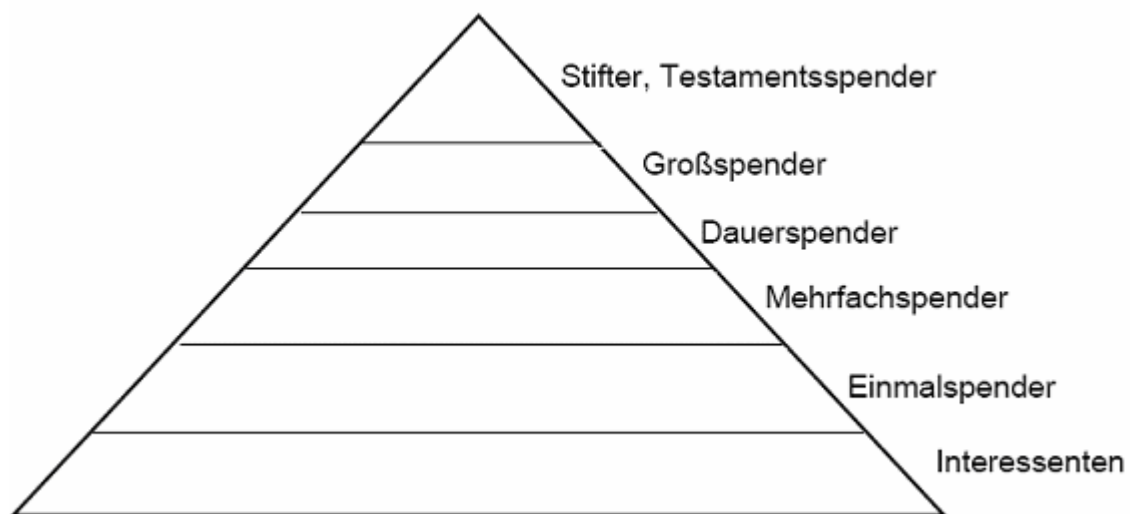 Stifter, Testamentsspender
Großspender
Dauerspender
Mehrfachspender
Einmalspender
Interessenten